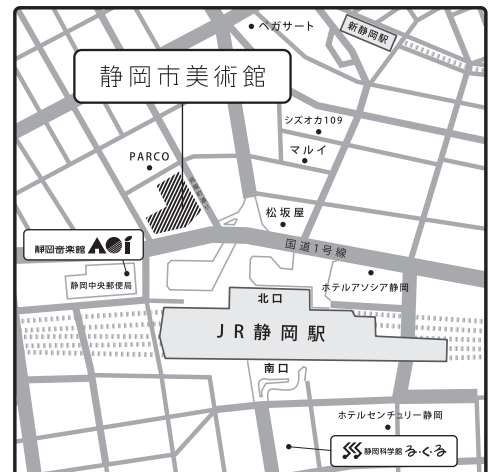 ペガサート
新静岡駅
静岡市美術館
シズオカ109
マルイ
PARCO
松坂屋
国道1号線
静岡音楽館 AOI
静岡中央郵便局
ホテルアソシア静岡
北口
JR静岡駅
南口
ホテルセンチュリー静岡
静岡科学館 る・く・る